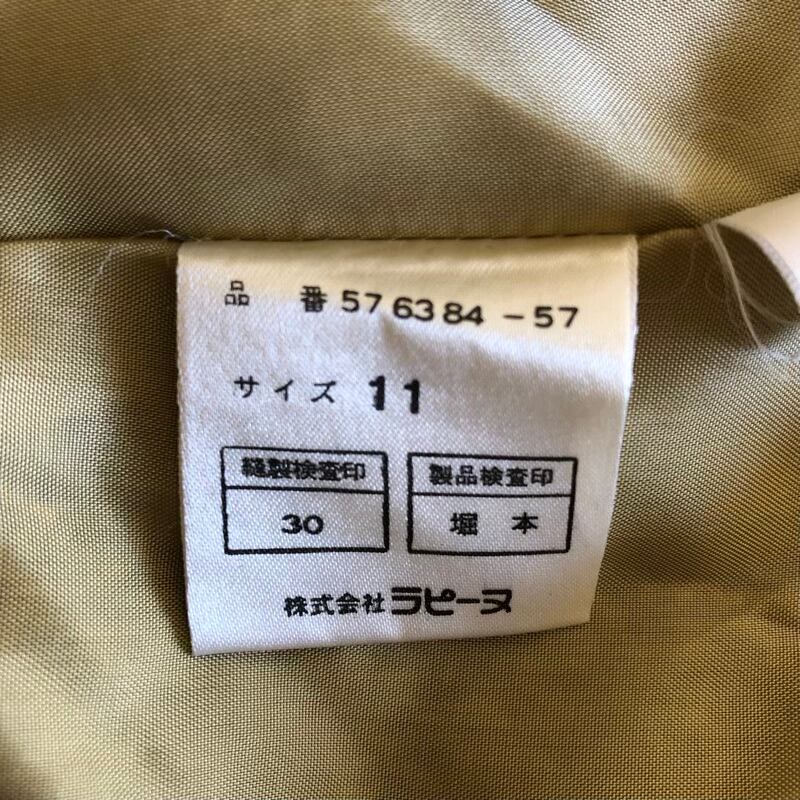 品 番 576384-57
サイズ 11
縫製検査印 製品検査印
30 堀本
株式会社ラピーヌ